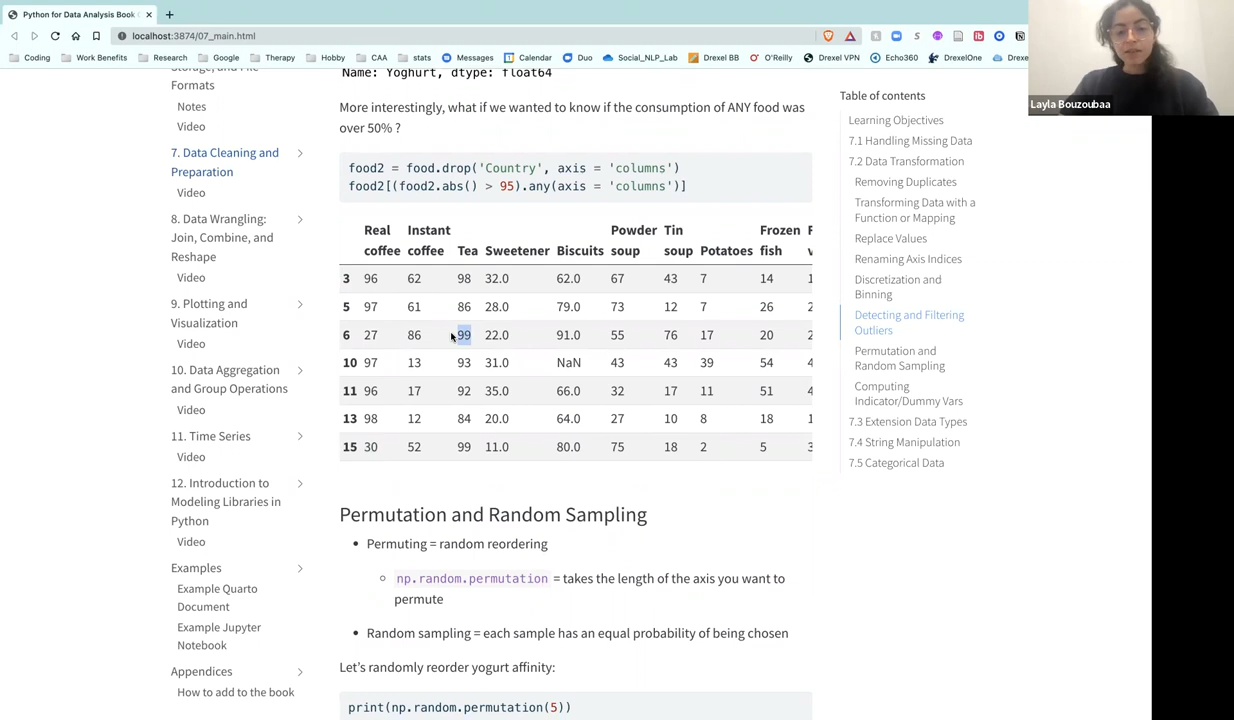 Python for Data Analysis Book
localhost:3874/07_main.html
Coding Work Benefits Research Google Therapy Hobby CAA stats Messages Calendar Duo Social_NLP_Lab Drexel BB O'Reilly Drexel VPN Echo360 DrexelOne
Layla Bouzoubaa
Storage, and File
Formats
Notes
Video
7. Data Cleaning and
Preparation
Video
8. Data Wrangling:
Join, Combine, and
Reshape
Video
9. Plotting and
Visualization
Video
10. Data Aggregation
and Group Operations
Video
11. Time Series
Video
12. Introduction to
Modeling Libraries in
Python
Video
Examples
Example Quarto
Document
Example Jupyter
Notebook
Appendices
How to add to the book
Name: Yoghurt, dtype: float64
More interestingly, what if we wanted to know if the consumption of ANY food was
over 50% ?
food2 = food.drop('Country', axis = 'columns')
food2[(food2.abs() > 95).any(axis = 'columns')]
Real Instant Powder Tin Frozen F
coffee coffee Tea Sweetener Biscuits soup soup Potatoes fish v
3 96 62 98 32.0 62.0 67 43 7 14 1
5 97 61 86 28.0 79.0 73 12 7 26 2
6 27 86 99 22.0 91.0 55 76 17 20 2
10 97 13 93 31.0 NaN 43 43 39 54 4
11 96 17 92 35.0 66.0 32 17 11 51 4
13 98 12 84 20.0 64.0 27 10 8 18 1
15 30 52 99 11.0 80.0 75 18 2 5 3
Permutation and Random Sampling
• Permuting = random reordering
np.random.permutation = takes the length of the axis you want to
permute
• Random sampling = each sample has an equal probability of being chosen
Let's randomly reorder yogurt affinity:
print(np.random.permutation(5))
Table of contents
Learning Objectives
7.1 Handling Missing Data
7.2 Data Transformation
Removing Duplicates
Transforming Data with a
Function or Mapping
Replace Values
Renaming Axis Indices
Discretization and
Binning
Detecting and Filtering
Outliers
Permutation and
Random Sampling
Computing
Indicator/Dummy Vars
7.3 Extension Data Types
7.4 String Manipulation
7.5 Categorical Data